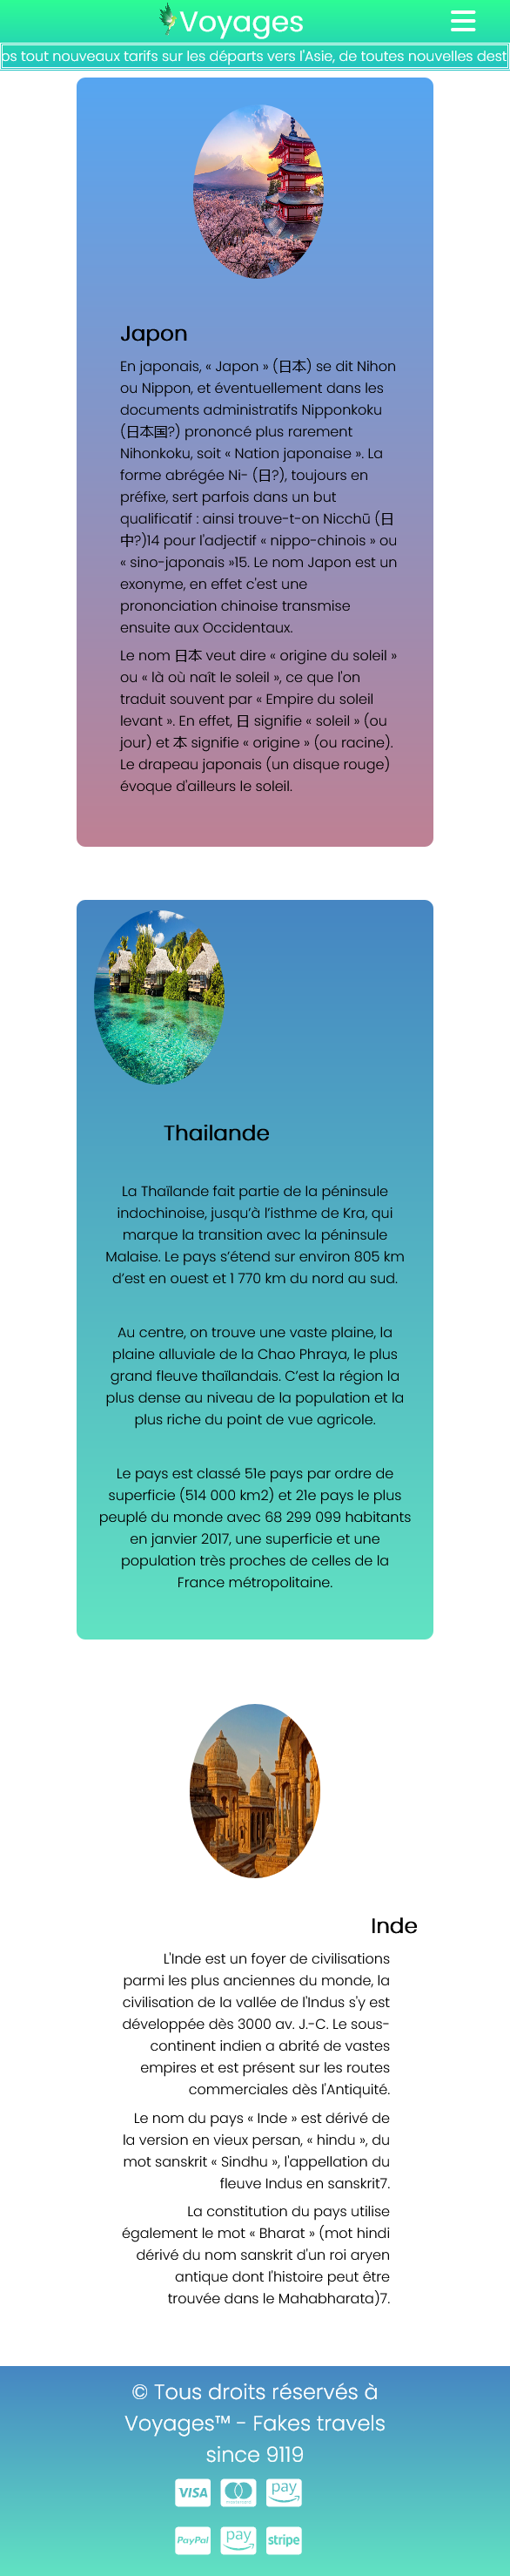 Voyages
os tout nouveaux tarifs sur les départs vers l'Asie, de toutes nouvelles dest
Japon
En japonais, « Japon » (日本) se dit Nihon
ou Nippon, et éventuellement dans les
documents administratifs Nipponkoku
(日本国?) prononcé plus rarement
Nihonkoku, soit « Nation japonaise ». La
forme abrégée Ni- (日?), toujours en
préfixe, sert parfois dans un but
qualificatif : ainsi trouve-t-on Nicchū (日
中?)14 pour l'adjectif « nippo-chinois » ou
« sino-japonais »15. Le nom Japon est un
exonyme, en effet c'est une
prononciation chinoise transmise
ensuite aux Occidentaux.
Le nom 日本 veut dire « origine du soleil »
ou « là où naît le soleil », ce que l'on
traduit souvent par « Empire du soleil
levant ». En effet, 日 signifie « soleil » (ou
jour) et 本 signifie « origine » (ou racine).
Le drapeau japonais (un disque rouge)
évoque d'ailleurs le soleil.
Thailande
La Thaïlande fait partie de la péninsule
indochinoise, jusqu’à l’isthme de Kra, qui
marque la transition avec la péninsule
Malaise. Le pays s’étend sur environ 805 km
d’est en ouest et 1 770 km du nord au sud.
Au centre, on trouve une vaste plaine, la
plaine alluviale de la Chao Phraya, le plus
grand fleuve thaïlandais. C’est la région la
plus dense au niveau de la population et la
plus riche du point de vue agricole.
Le pays est classé 51e pays par ordre de
superficie (514 000 km2) et 21e pays le plus
peuplé du monde avec 68 299 099 habitants
en janvier 2017, une superficie et une
population très proches de celles de la
France métropolitaine.
Inde
L'Inde est un foyer de civilisations
parmi les plus anciennes du monde, la
civilisation de la vallée de l'Indus s'y est
développée dès 3000 av. J.-C. Le sous-
continent indien a abrité de vastes
empires et est présent sur les routes
commerciales dès l'Antiquité.
Le nom du pays « Inde » est dérivé de
la version en vieux persan, « hindu », du
mot sanskrit « Sindhu », l'appellation du
fleuve Indus en sanskrit7.
La constitution du pays utilise
également le mot « Bharat » (mot hindi
dérivé du nom sanskrit d'un roi aryen
antique dont l'histoire peut être
trouvée dans le Mahabharata)7.
© Tous droits réservés à
Voyages™ - Fakes travels
since 9119
VISA
pay
PayPal
pay
stripe